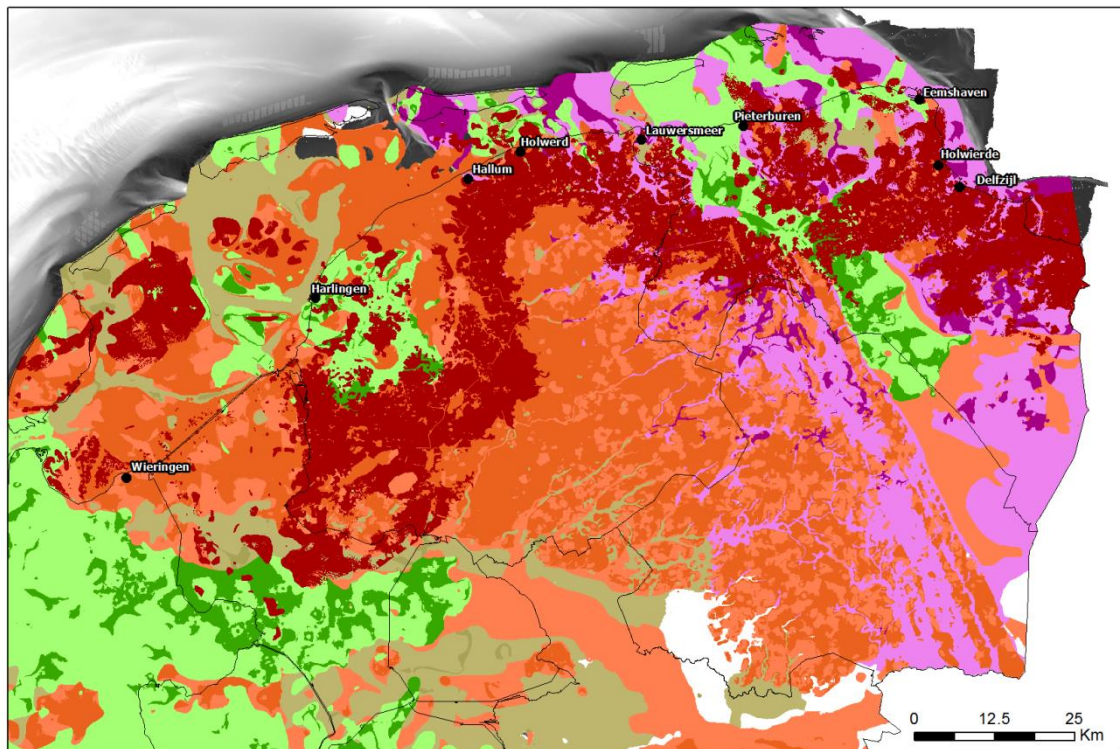 Eemshaven
Pieterburen
Lauwersmeer
Holwerd
Holwierde
Hallum
Delfzijl
Harlingen
Wieringen
0 12.5 25
Km